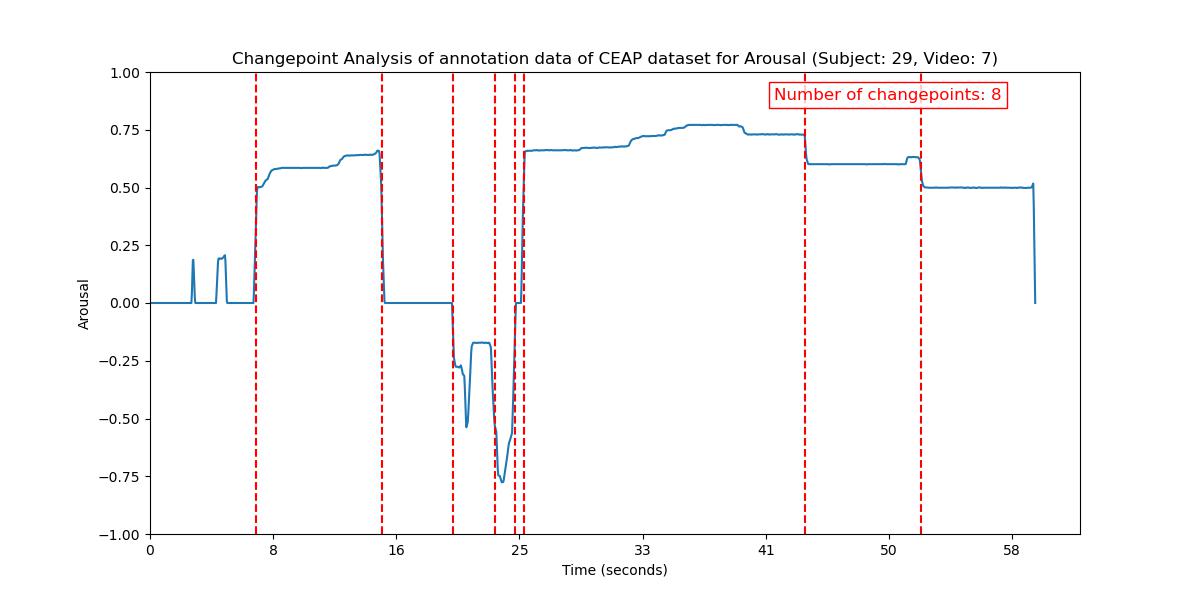 Changepoint Analysis of annotation data of CEAP dataset for Arousal (Subject: 29, Video: 7)
Number of changepoints: 8
1.00
0.75
0.50
0.25
0.00
−0.25
−0.50
−0.75
−1.00
Arousal
0 8 16 25 33 41 50 58
Time (seconds)